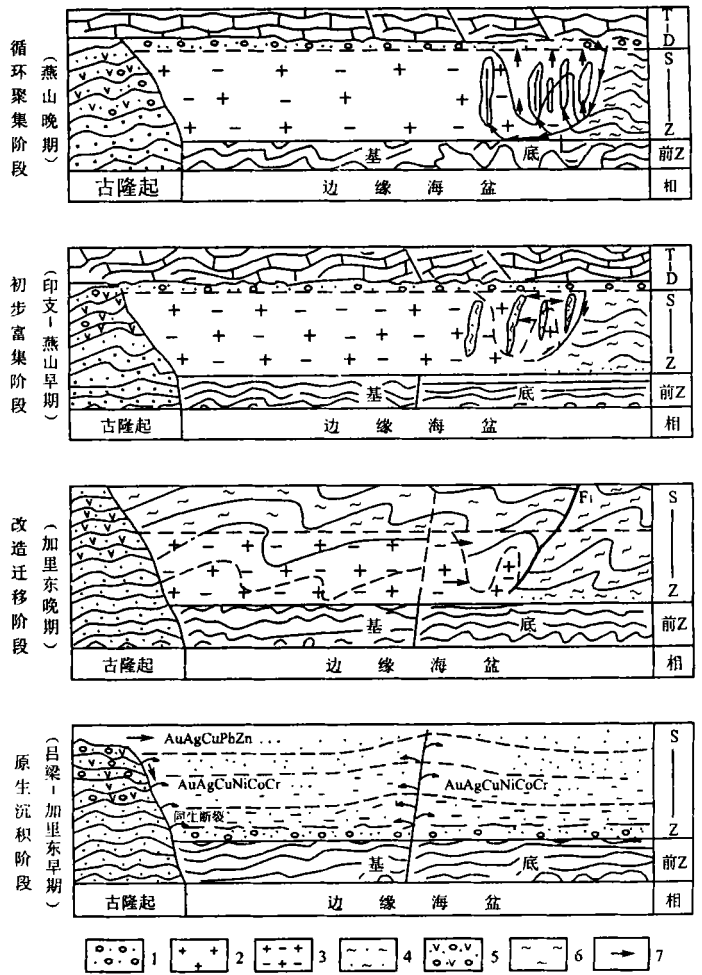 循环聚集阶段
(燕山晚期)
T—D
S—Z
基底
前Z
古隆起
边缘海盆
相
初步富集阶段
(印支-燕山早期)
T—D
S—Z
基底
前Z
古隆起
边缘海盆
相
改造迁移阶段
(加里东晚期)
F1
S—Z
基底
前Z
古隆起
边缘海盆
相
原生沉积阶段
(吕梁-加里东早期)
AuAgCuPbZn
AuAgCuNiCoCr
AuAgCuNiCoCr
同生断裂
S—Z
基底
前Z
古隆起
边缘海盆
相
1 2 3 4 5 6 7